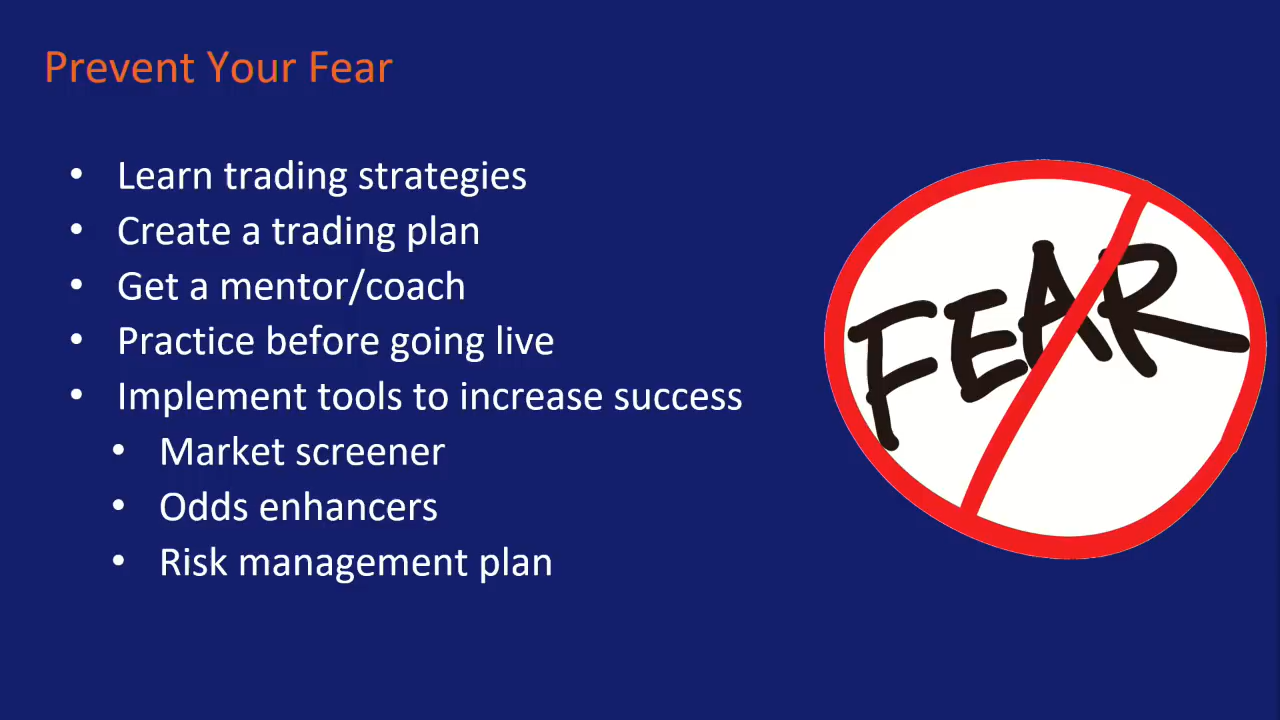 Prevent Your Fear
• Learn trading strategies
• Create a trading plan
• Get a mentor/coach
• Practice before going live
• Implement tools to increase success
• Market screener
• Odds enhancers
• Risk management plan
FEAR